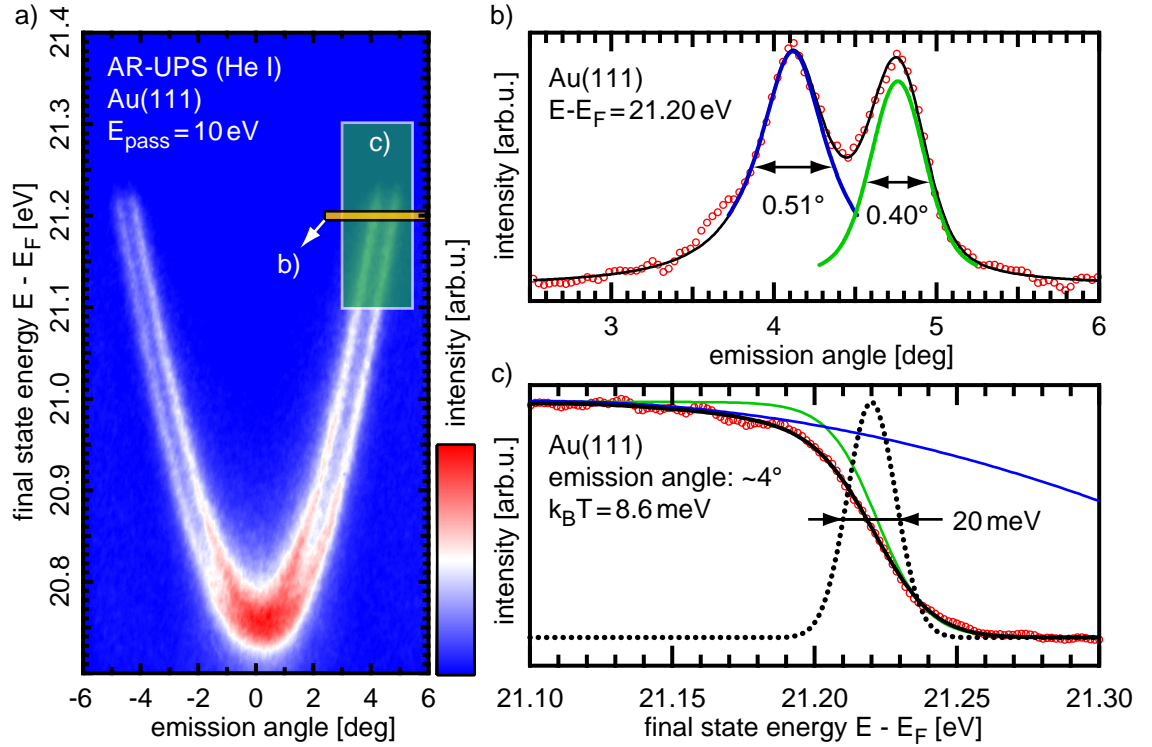 a)
21.4
21.3
21.2
21.1
21.0
20.9
20.8
final state energy E - E_F [eV]
AR-UPS (He I)
Au(111)
E_pass = 10 eV
c)
b)
-6 -4 -2 0 2 4 6
emission angle [deg]
intensity [arb.u.]
b)
Au(111)
E-E_F = 21.20 eV
0.51°
0.40°
intensity [arb.u.]
3 4 5 6
emission angle [deg]
c)
Au(111)
emission angle: ~4°
k_BT = 8.6 meV
20 meV
intensity [arb.u.]
21.10 21.15 21.20 21.25 21.30
final state energy E - E_F [eV]